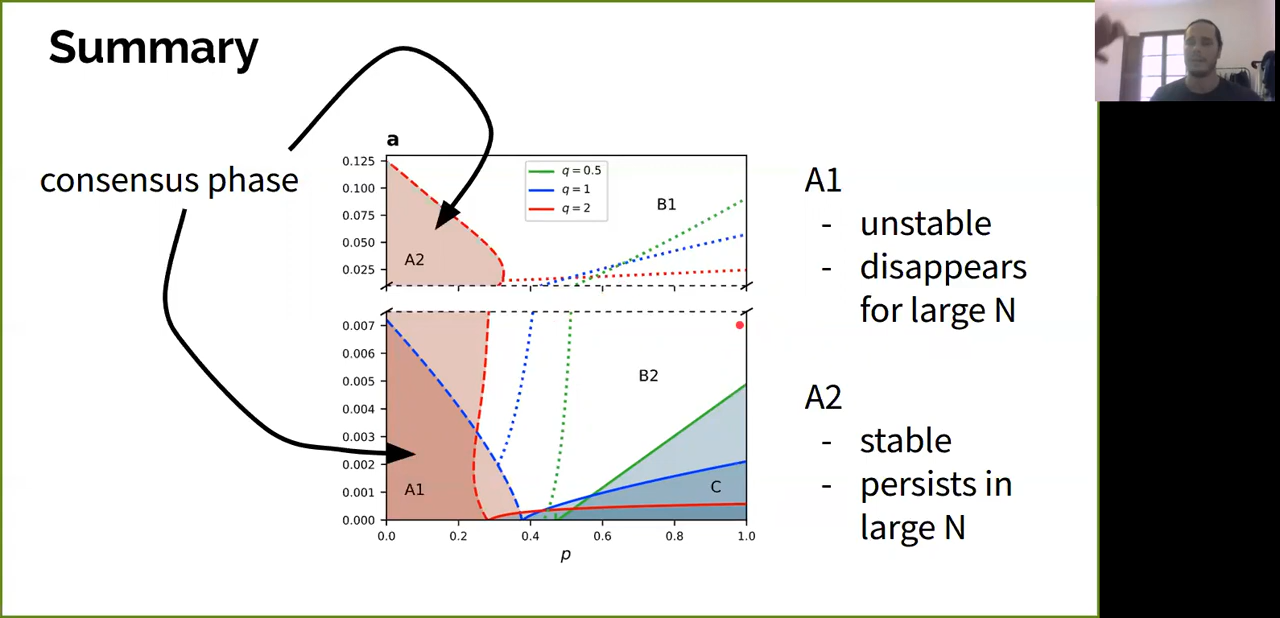 Summary
consensus phase
a
0.125
0.100
0.075
0.050
0.025
q = 0.5
q = 1
q = 2
B1
A2
0.007
0.006
0.005
0.004
0.003
0.002
0.001
0.000
B2
C
A1
0.0 0.2 0.4 0.6 0.8 1.0
p
A1
- unstable
- disappears
for large N
A2
- stable
- persists in
large N